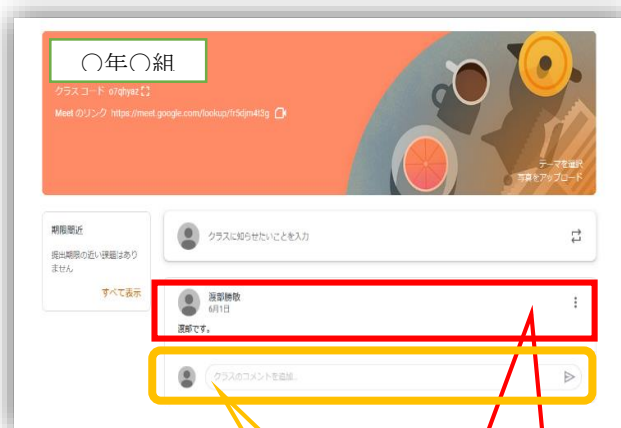 〇年〇組
クラス コード o7qhyaz
Meet のリンク https://meet.google.com/lookup/fr5djm4t3g
テーマを選択
写真をアップロード
期限間近
提出期限の近い課題はあり
ません
すべて表示
クラスに知らせたいことを入力
渡部勝敏
6月1日
渡部です。
クラスのコメントを追加...